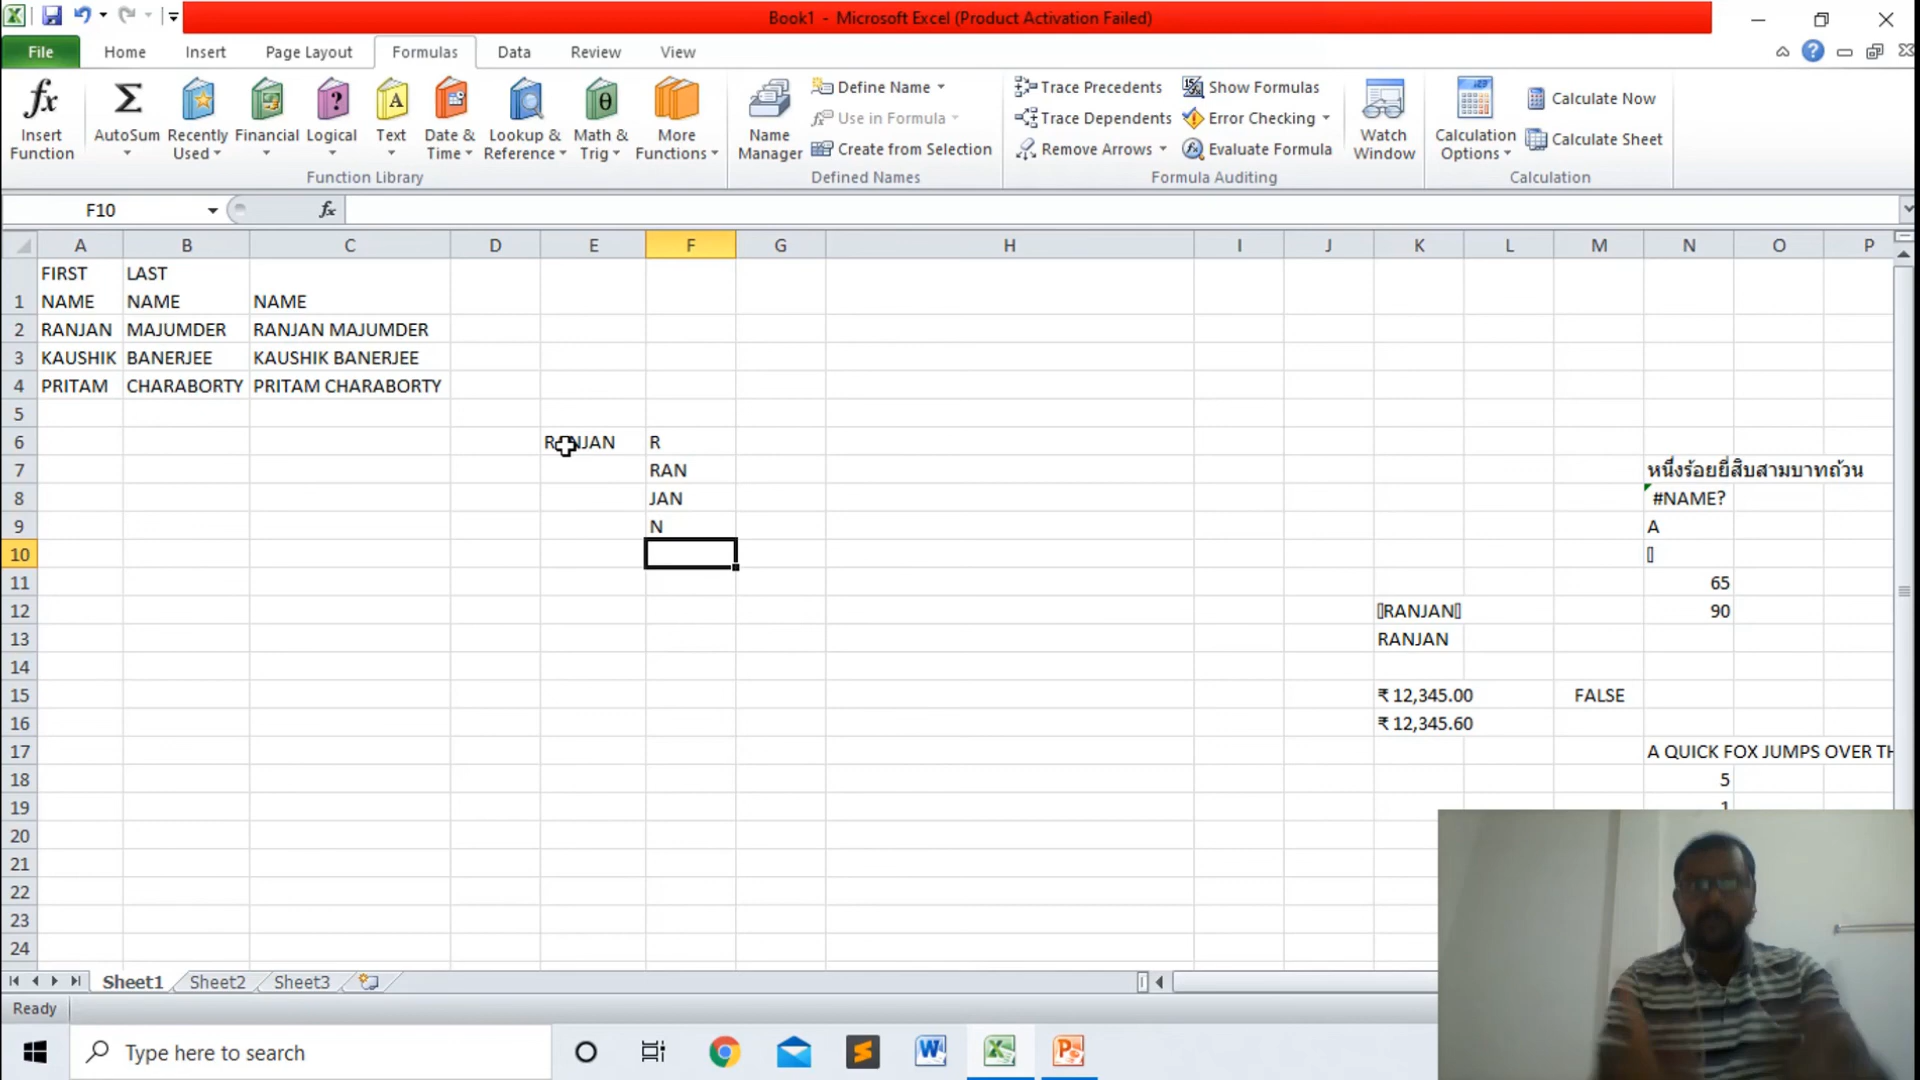 Book1 - Microsoft Excel (Product Activation Failed)
File Home Insert Page Layout Formulas Data Review View
Insert Function
AutoSum
Recently Used
Financial
Logical
Text
Date & Time
Lookup & Reference
Math & Trig
More Functions
Function Library
Name Manager
Define Name
Use in Formula
Create from Selection
Defined Names
Trace Precedents
Trace Dependents
Remove Arrows
Show Formulas
Error Checking
Evaluate Formula
Formula Auditing
Watch Window
Calculation Options
Calculate Now
Calculate Sheet
Calculation
F10 fx
A B C D E F G H I J K L M N O P
FIRST LAST
1 NAME NAME NAME
2 RANJAN MAJUMDER RANJAN MAJUMDER
3 KAUSHIK BANERJEE KAUSHIK BANERJEE
4 PRITAM CHARABORTY PRITAM CHARABORTY
5
6 RANJAN R
7 RAN หนึ่งร้อยยี่สิบสามบาทถ้วน
8 JAN #NAME?
9 N A
10
11 65
12 RANJAN 90
13 RANJAN
14
15 ₹ 12,345.00 FALSE
16 ₹ 12,345.60
17 A QUICK FOX JUMPS OVER TH
18 5
19 1
20
21
22
23
24
Sheet1 Sheet2 Sheet3
Ready
Type here to search